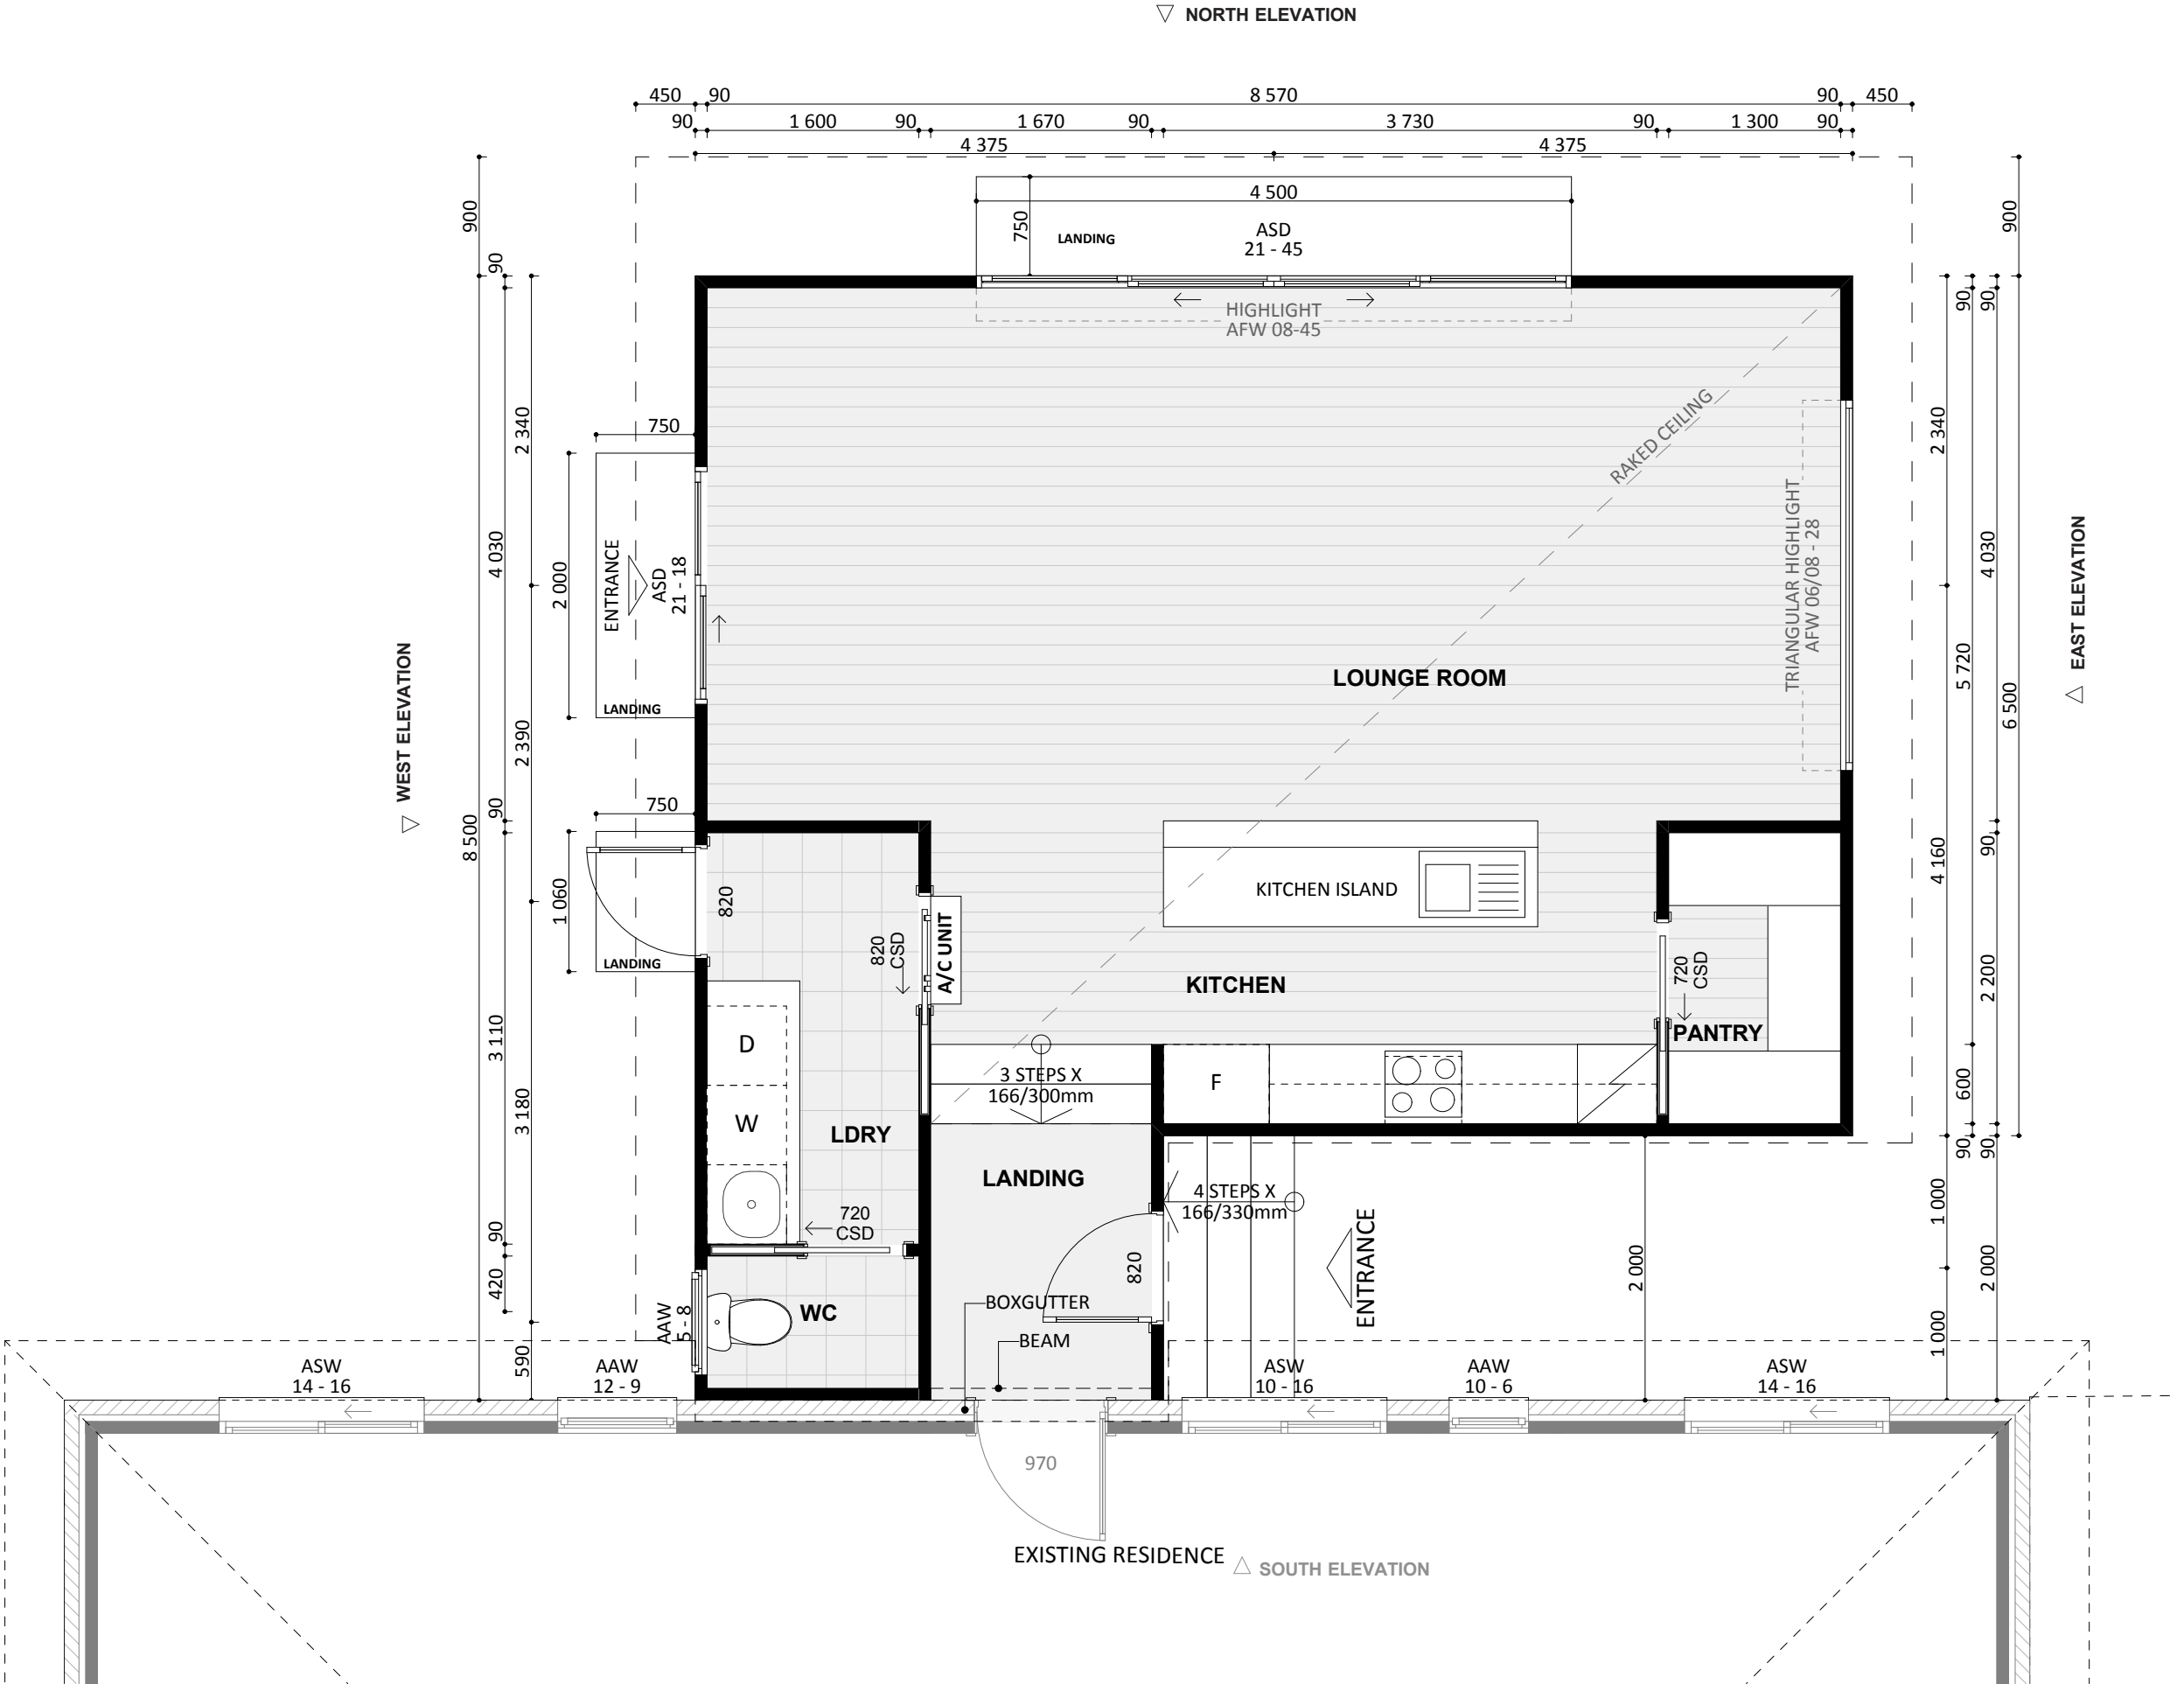 NORTH ELEVATION
450
90
8 570
90
450
90
1 600
90
1 670
90
3 730
90
1 300
90
4 375
4 375
900
4 500
750
LANDING
ASD
21 - 45
900
90
HIGHLIGHT
AFW 08-45
90
90
2 340
4 030
750
2 000
ENTRANCE
ASD
21 - 18
LANDING
RAKED CEILING
TRIANGULAR HIGHLIGHT
AFW 06/08 - 28
2 340
4 030
5 720
6 500
EAST ELEVATION
WEST ELEVATION
LOUNGE ROOM
2 390
90
8 500
750
1 060
820
LANDING
820
CSD
A/C UNIT
KITCHEN ISLAND
KITCHEN
720
CSD
PANTRY
4 160
90
2 200
600
3 110
3 180
D
W
LDRY
3 STEPS X
166/300mm
F
LANDING
4 STEPS X
166/330mm
90
90
1 000
90
420
720
CSD
820
ENTRANCE
2 000
2 000
WC
AAW
5 - 8
BOXGUTTER
BEAM
590
1 000
ASW
14 - 16
AAW
12 - 9
ASW
10 - 16
AAW
10 - 6
ASW
14 - 16
970
EXISTING RESIDENCE
SOUTH ELEVATION